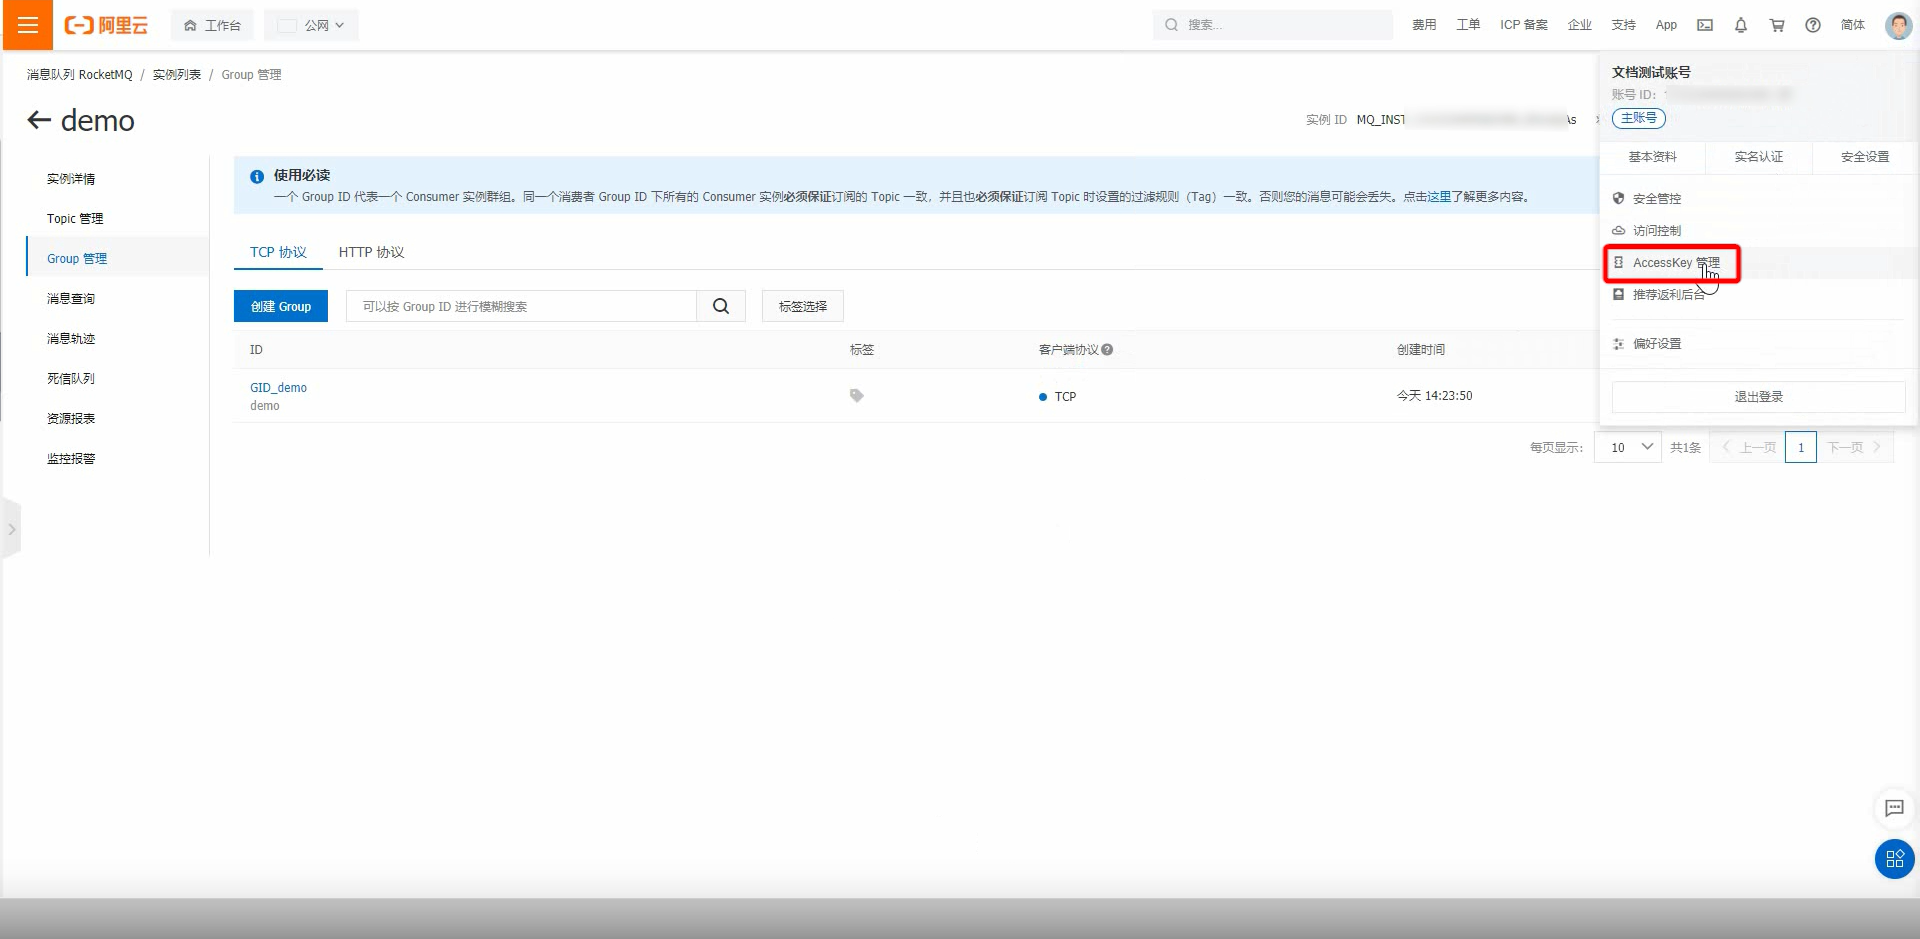 阿里云
工作台
公网
搜索...
费用
工单
ICP 备案
企业
支持
App
简体
消息队列 RocketMQ / 实例列表 / Group 管理
demo
实例 ID MQ_INST
实例详情
Topic 管理
Group 管理
消息查询
消息轨迹
死信队列
资源报表
监控报警
使用必读
一个 Group ID 代表一个 Consumer 实例群组。同一个消费者 Group ID 下所有的 Consumer 实例必须保证订阅的 Topic 一致，并且也必须保证订阅 Topic 时设置的过滤规则（Tag）一致。否则您的消息可能会丢失。点击这里了解更多内容。
TCP 协议
HTTP 协议
创建 Group
可以按 Group ID 进行模糊搜索
标签选择
ID
标签
客户端协议
创建时间
GID_demo
demo
TCP
今天 14:23:50
每页显示：
10
共1条
上一页
1
下一页
文档测试账号
账号 ID：
主账号
基本资料
实名认证
安全设置
安全管控
访问控制
AccessKey 管理
推荐返利后台
偏好设置
退出登录